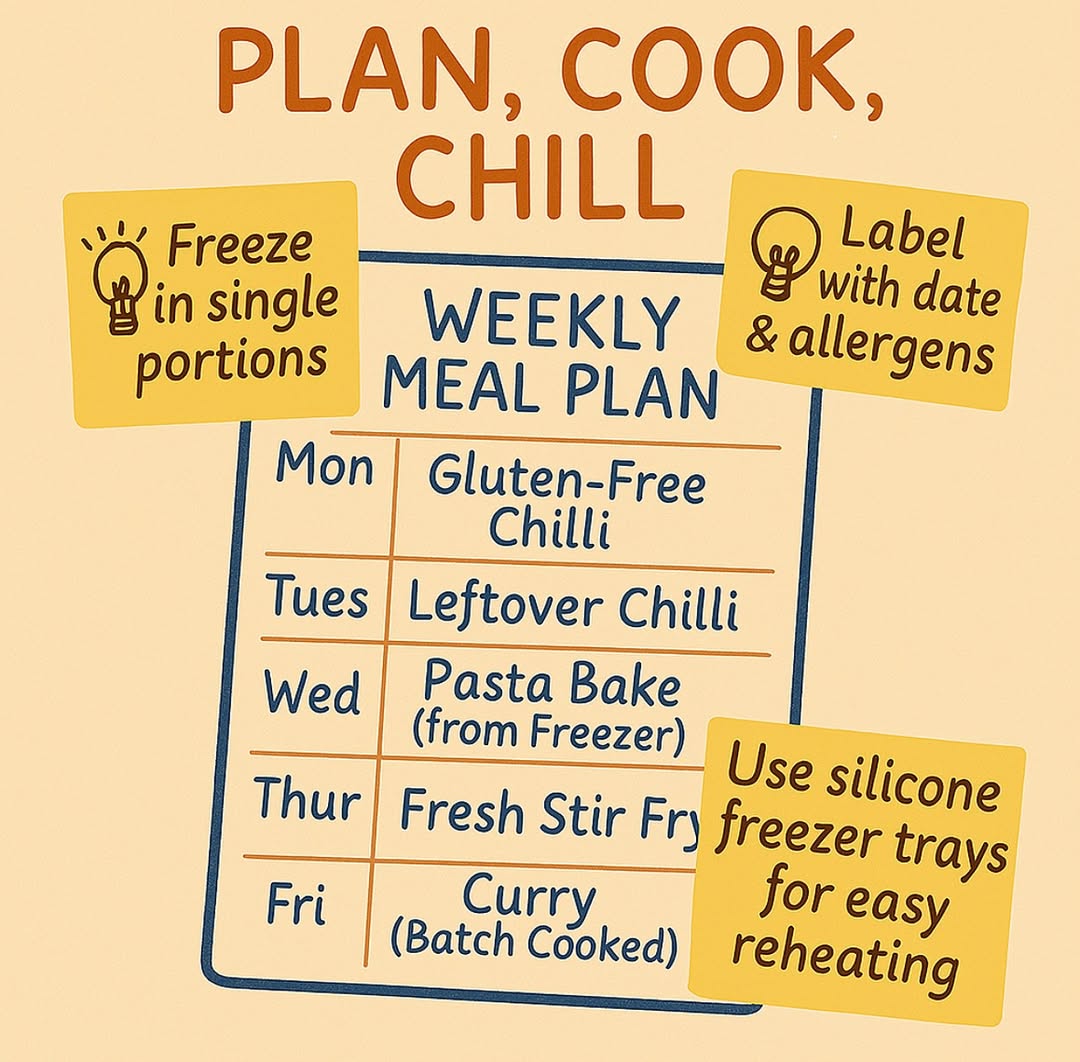 PLAN, COOK,
CHILL
Freeze
in single
portions
Label
with date
& allergens
WEEKLY
MEAL PLAN
Mon
Gluten-Free
Chilli
Tues
Leftover Chilli
Wed
Pasta Bake
(from Freezer)
Thur
Fresh Stir Fry
Fri
Curry
(Batch Cooked)
Use silicone
freezer trays
for easy
reheating